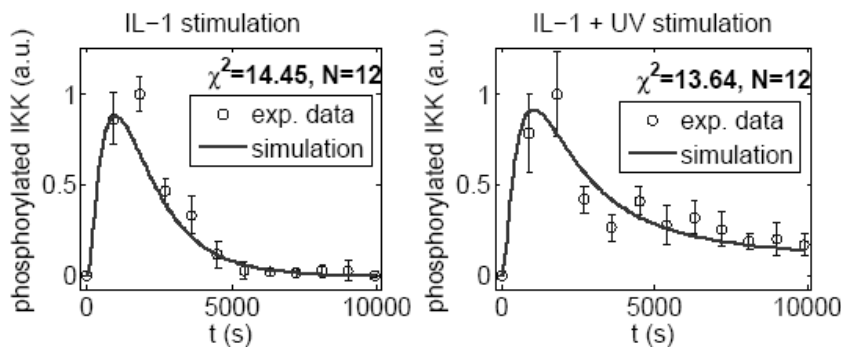 IL-1 stimulation
phosphorylated IKK (a.u.)
1
0.5
0
χ²=14.45, N=12
exp. data
simulation
0
5000
10000
t (s)
IL-1 + UV stimulation
phosphorylated IKK (a.u.)
1
0.5
0
χ²=13.64, N=12
exp. data
simulation
0
5000
10000
t (s)